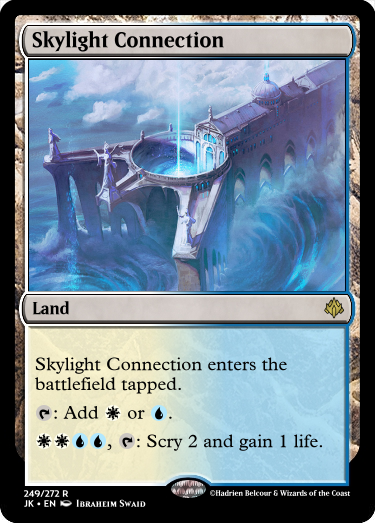 Skylight Connection
Land
Skylight Connection enters the
battlefield tapped.
: Add or .
, : Scry 2 and gain 1 life.
249/272 R
JK • EN Ibraheim Swaid
©Hadrien Belcour & Wizards of the Coast